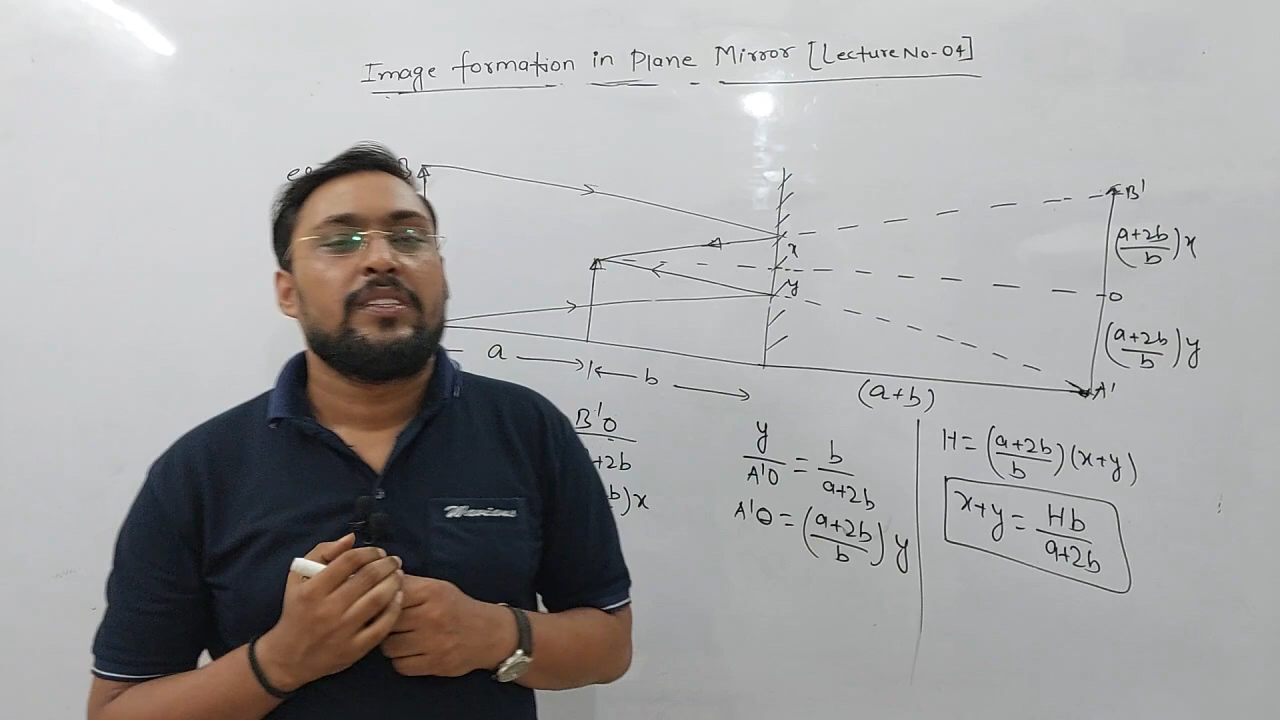 Image formation in Plane Mirror [Lecture No-04]
B'
x
(a+2b/b)x
y
O
(a+2b/b)y
a
b
(a+b)
A'
B'O
+2b
)x
y/A'O = b/a+2b
A'O = (a+2b/b)y
H = (a+2b/b)(x+y)
x+y = Hb/a+2b